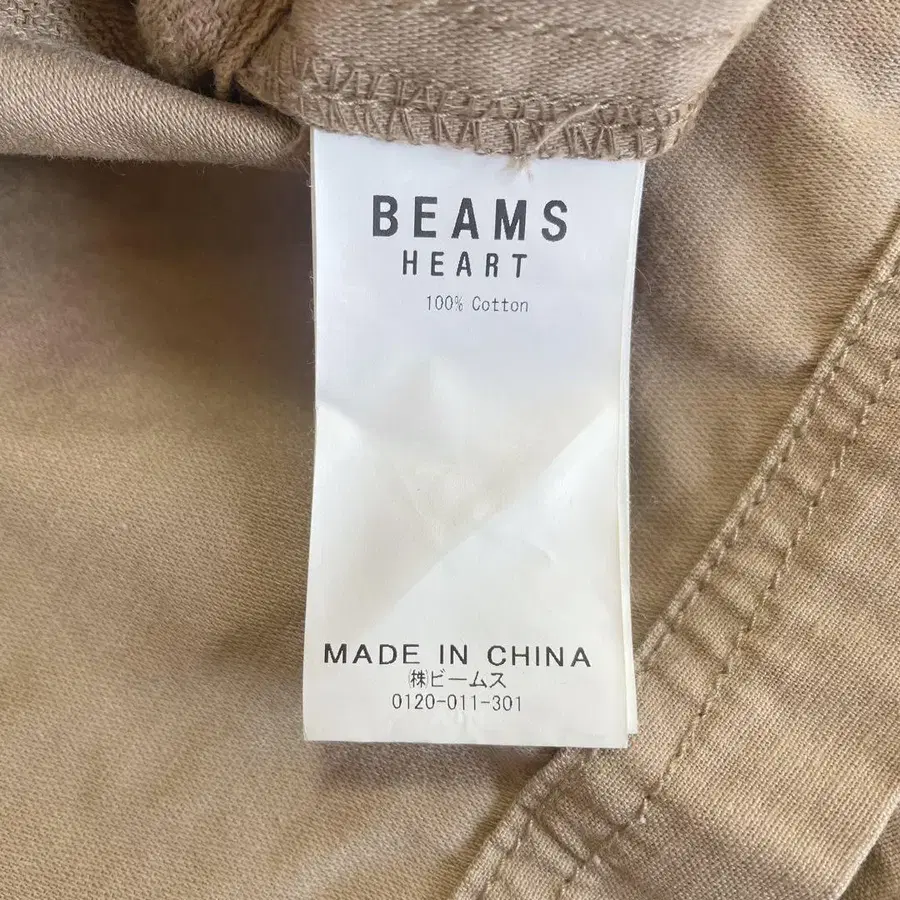 BEAMS
HEART
100% Cotton
MADE IN CHINA
㈱ビームス
0120-011-301